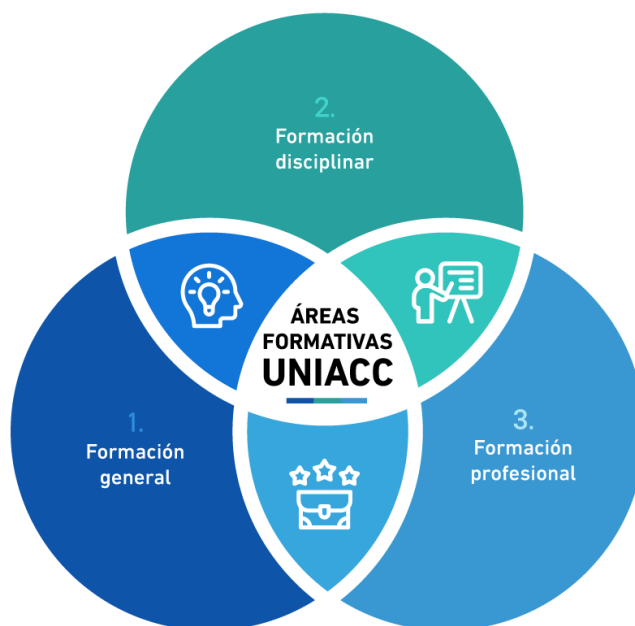 2.
Formación
disciplinar
ÁREAS
FORMATIVAS
UNIACC
1.
Formación
general
3.
Formación
profesional